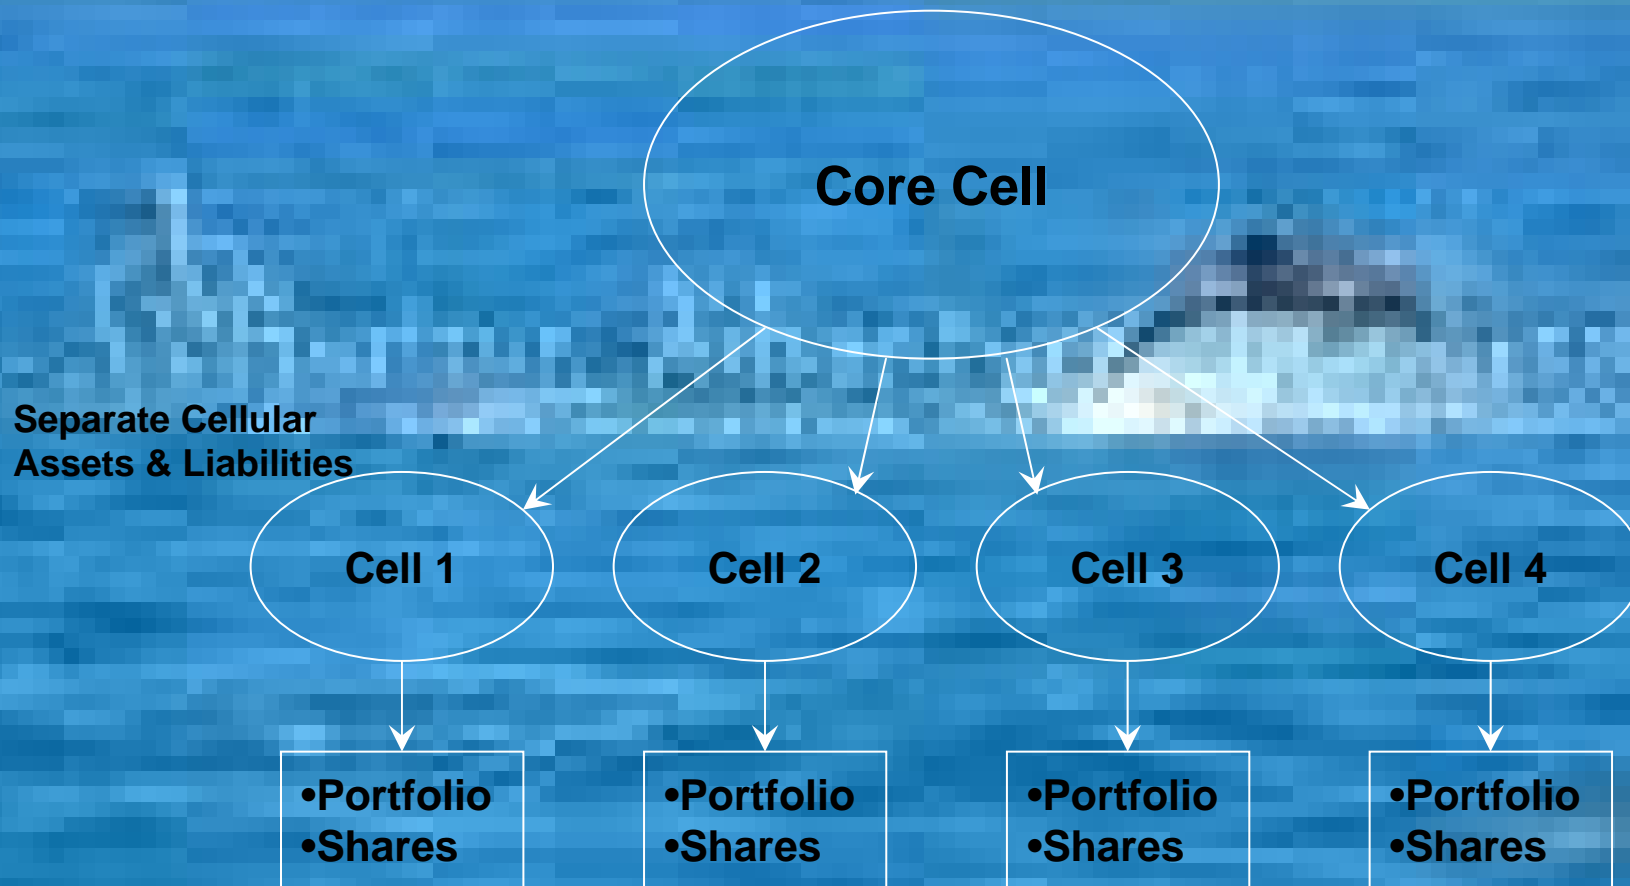 Core Cell
Separate Cellular
Assets & Liabilities
Cell 1
Cell 2
Cell 3
Cell 4
•Portfolio
•Shares
•Portfolio
•Shares
•Portfolio
•Shares
•Portfolio
•Shares